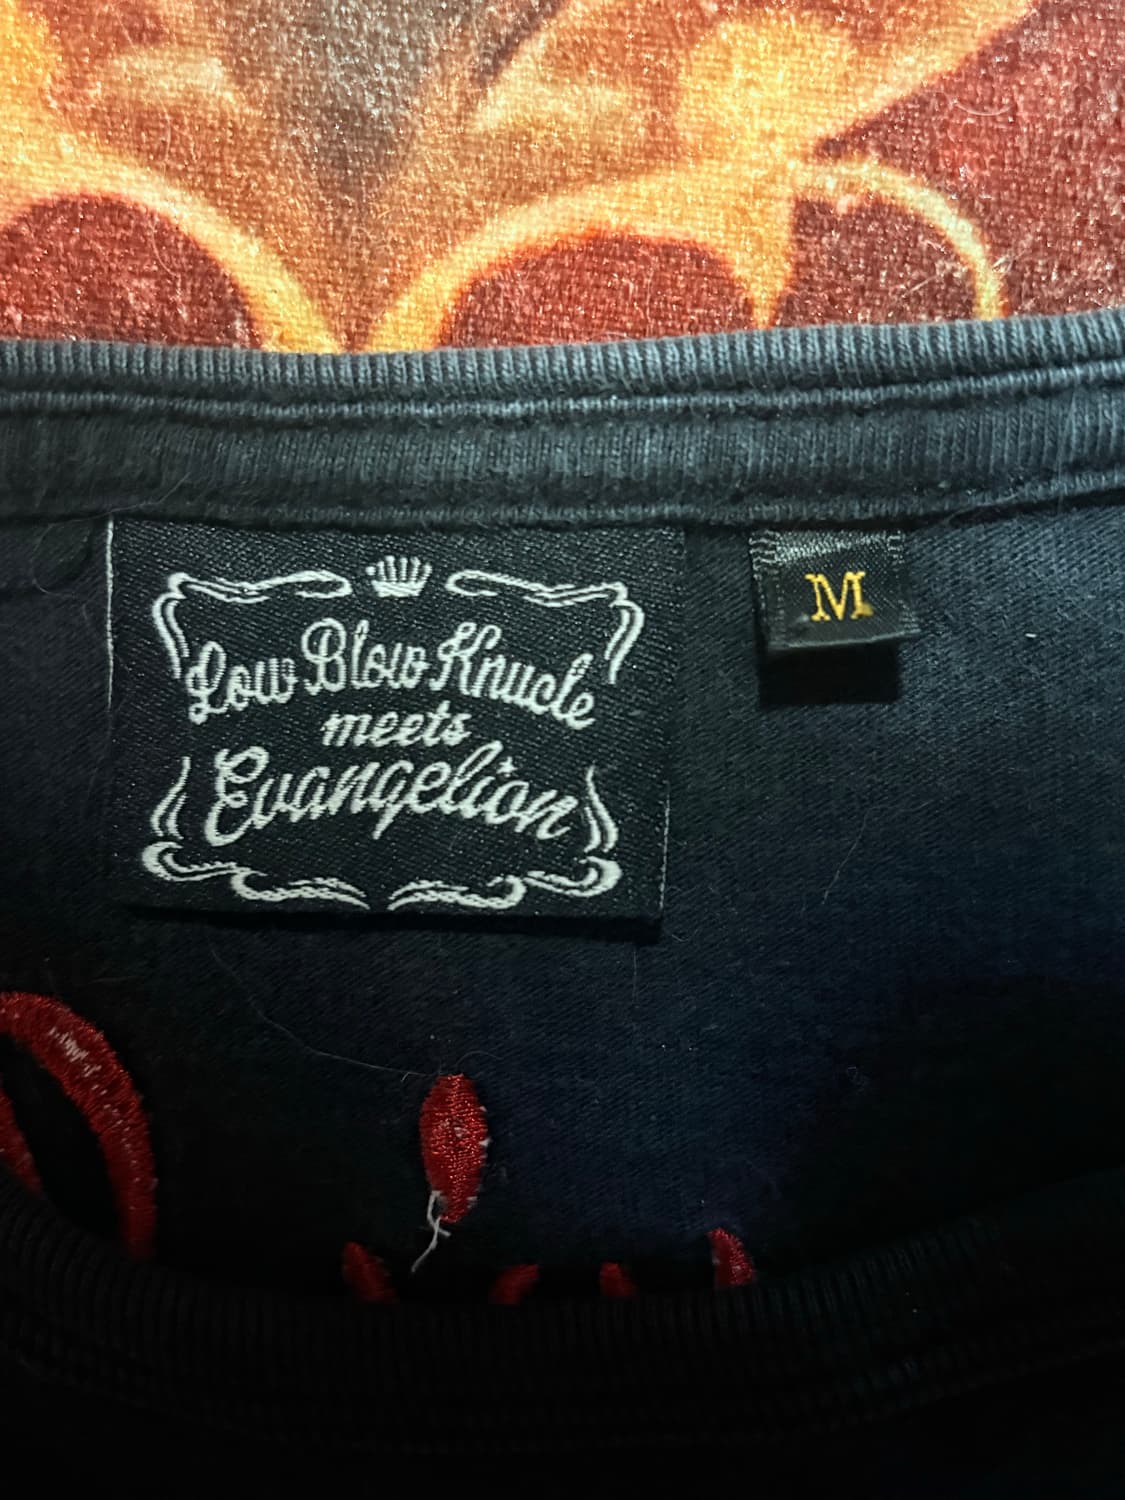 Low Blow Knucle
meets
Evangelion
M